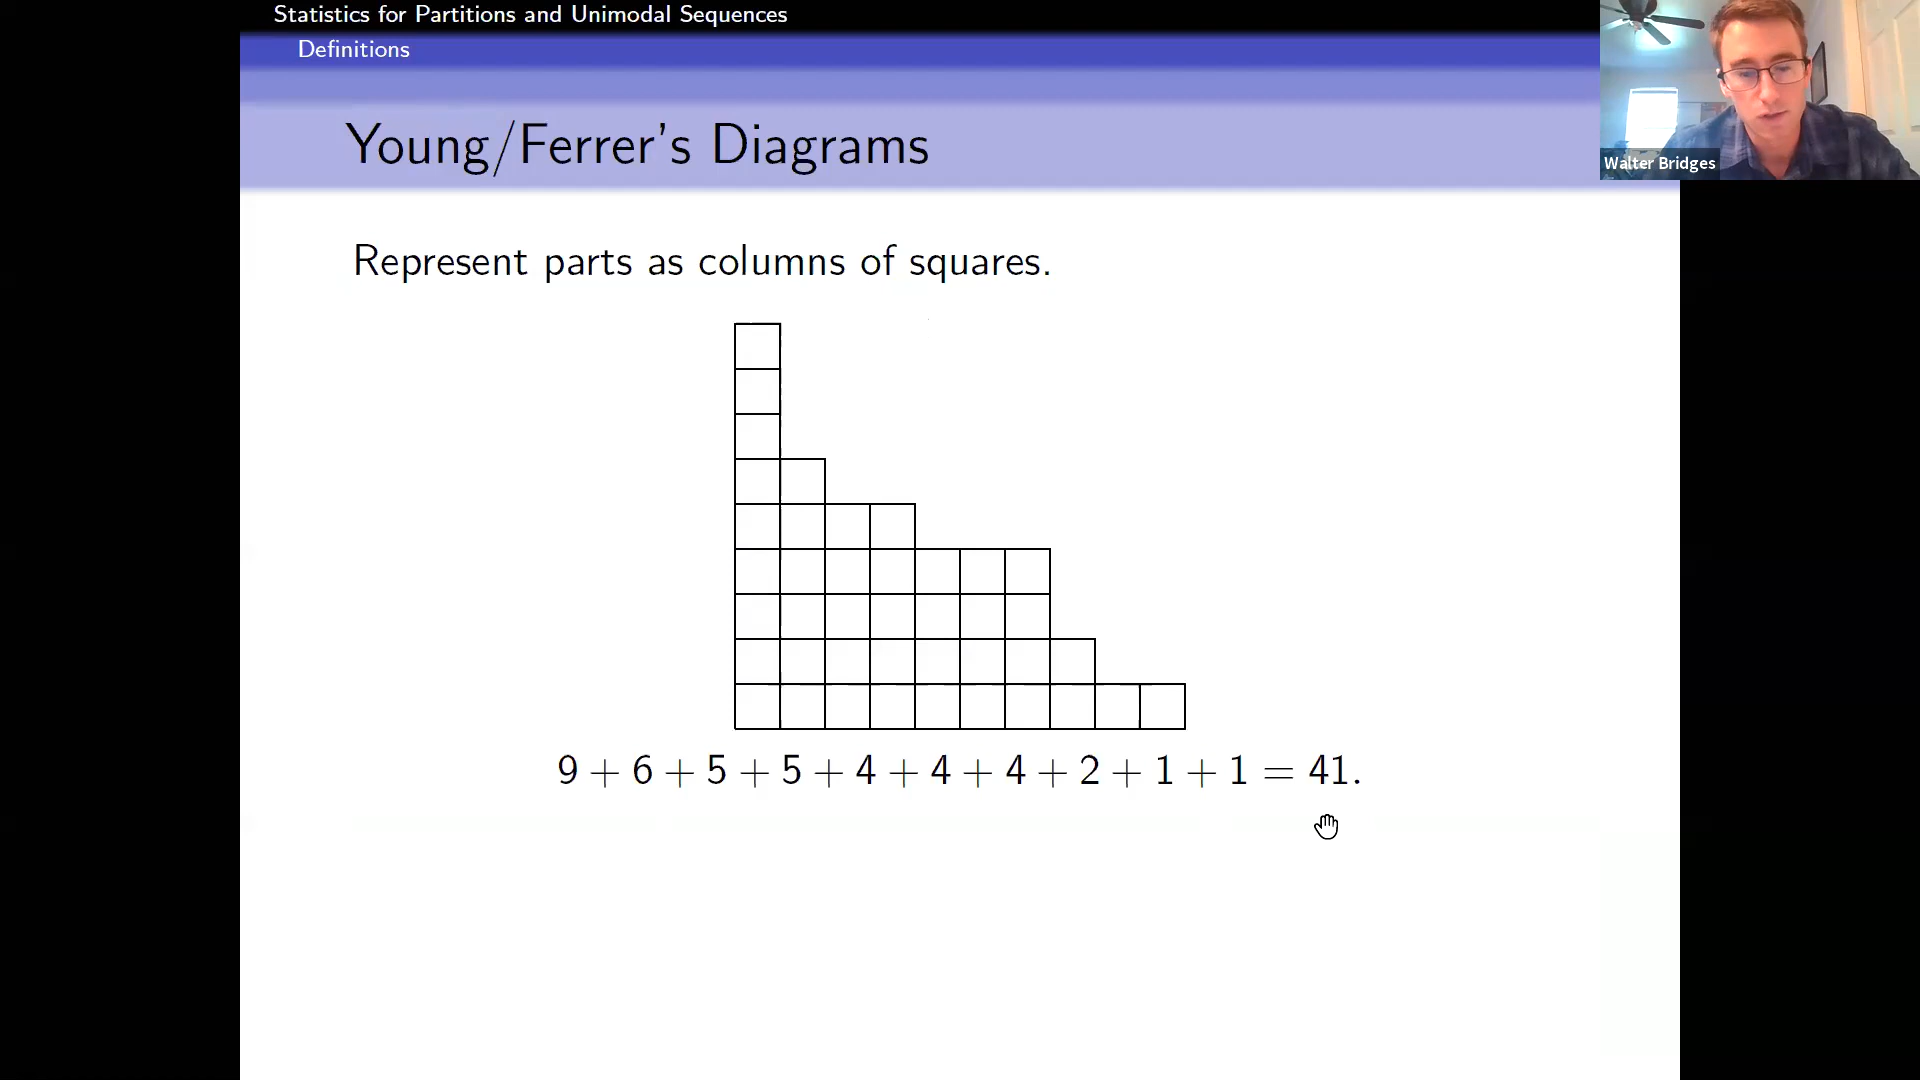 Statistics for Partitions and Unimodal Sequences
Definitions
Young/Ferrer's Diagrams
Walter Bridges
Represent parts as columns of squares.
9 + 6 + 5 + 5 + 4 + 4 + 4 + 2 + 1 + 1 = 41.